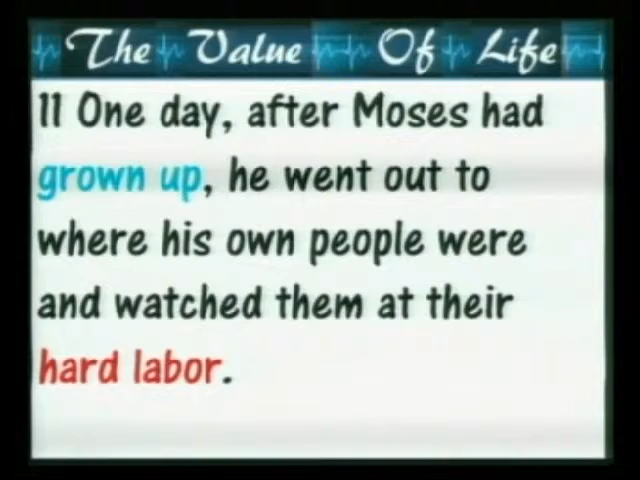 The Value Of Life
11 One day, after Moses had
grown up, he went out to
where his own people were
and watched them at their
hard labor.